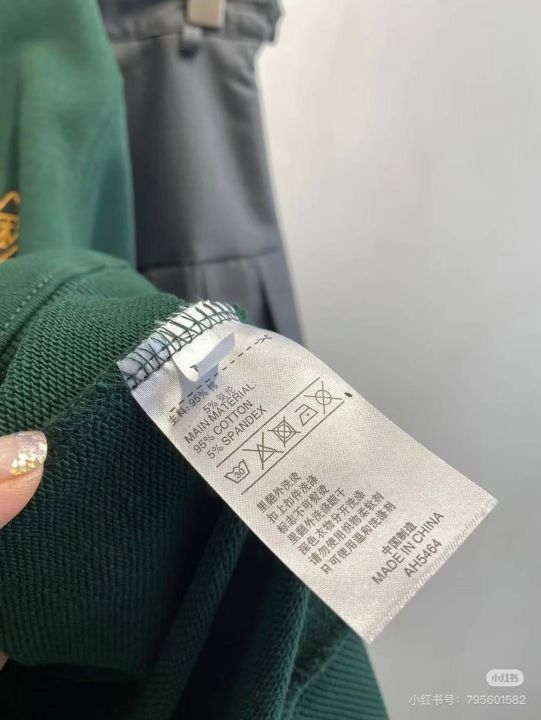 主料: 95% 棉
5% 氨纶
MAIN MATERIAL
95% COTTON
5% SPANDEX
30
里翻外洗烫
扣上扣件洗涤
标志不可熨烫
里翻外洗涤晾干
深色衣物分开洗涤
请勿使用织物柔软剂
只可使用温和洗涤剂
中国制造
MADE IN CHINA
AH5464
小红书
小红书号: 795601582